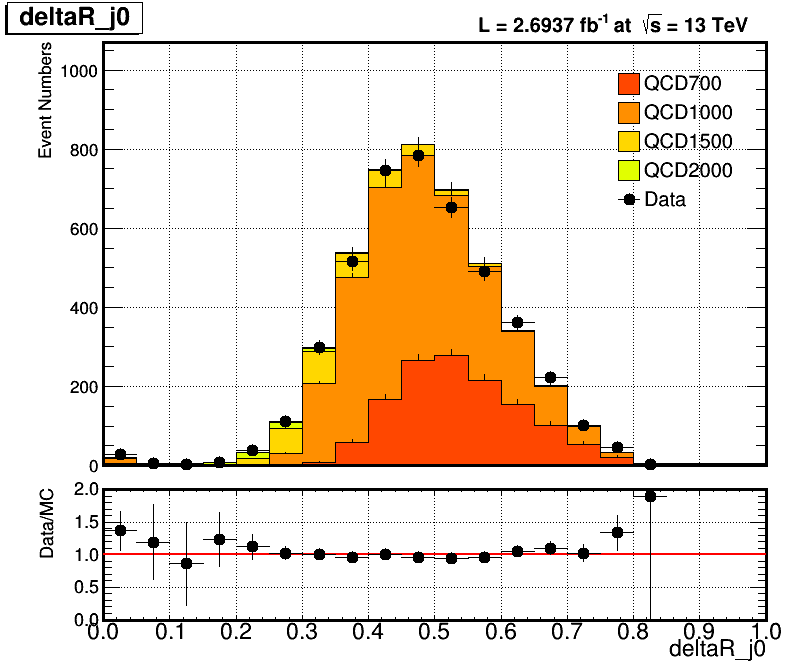 deltaR_j0
L = 2.6937 fb⁻¹ at √s = 13 TeV
Event Numbers
1000
800
600
400
200
0
QCD700
QCD1000
QCD1500
QCD2000
Data
Data/MC
2.0
1.5
1.0
0.5
0.0
0.0 0.1 0.2 0.3 0.4 0.5 0.6 0.7 0.8 0.9 1.0
deltaR_j0